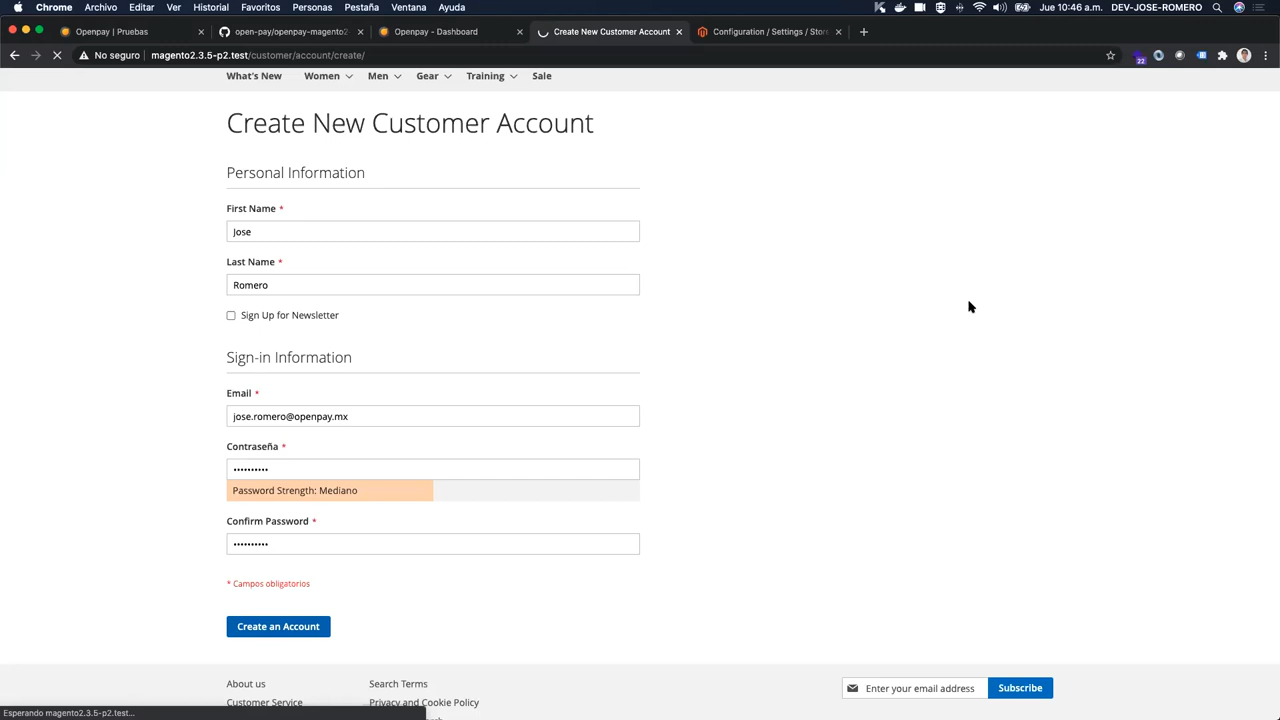 Chrome Archivo Editar Ver Historial Favoritos Personas Pestaña Ventana Ayuda Jue 10:46 a.m. DEV-JOSE-ROMERO
Openpay | Pruebas open-pay/openpay-magento2 Openpay - Dashboard Create New Customer Account Configuration / Settings / Stor
No seguro magento2.3.5-p2.test/customer/account/create/
22
What's New Women Men Gear Training Sale
Create New Customer Account
Personal Information
First Name *
Jose
Last Name *
Romero
Sign Up for Newsletter
Sign-in Information
Email *
jose.romero@openpay.mx
Contraseña *
••••••••••
Password Strength: Mediano
Confirm Password *
••••••••••
* Campos obligatorios
Create an Account
About us Search Terms
Enter your email address Subscribe
Customer Service Privacy and Cookie Policy
Esperando magento2.3.5-p2.test...